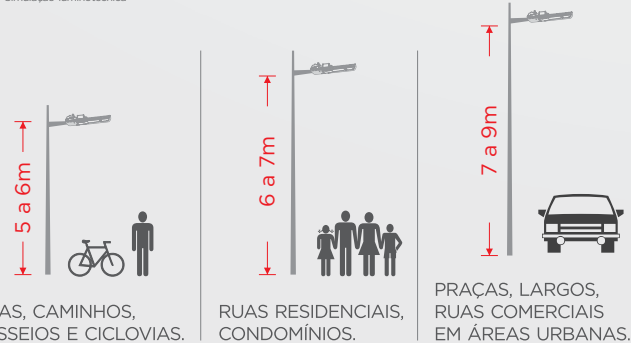 5 a 6m
AS, CAMINHOS,
SSEIOS E CICLOVIAS.
6 a 7m
RUAS RESIDENCIAIS,
CONDOMÍNIOS.
7 a 9m
PRAÇAS, LARGOS,
RUAS COMERCIAIS
EM ÁREAS URBANAS.